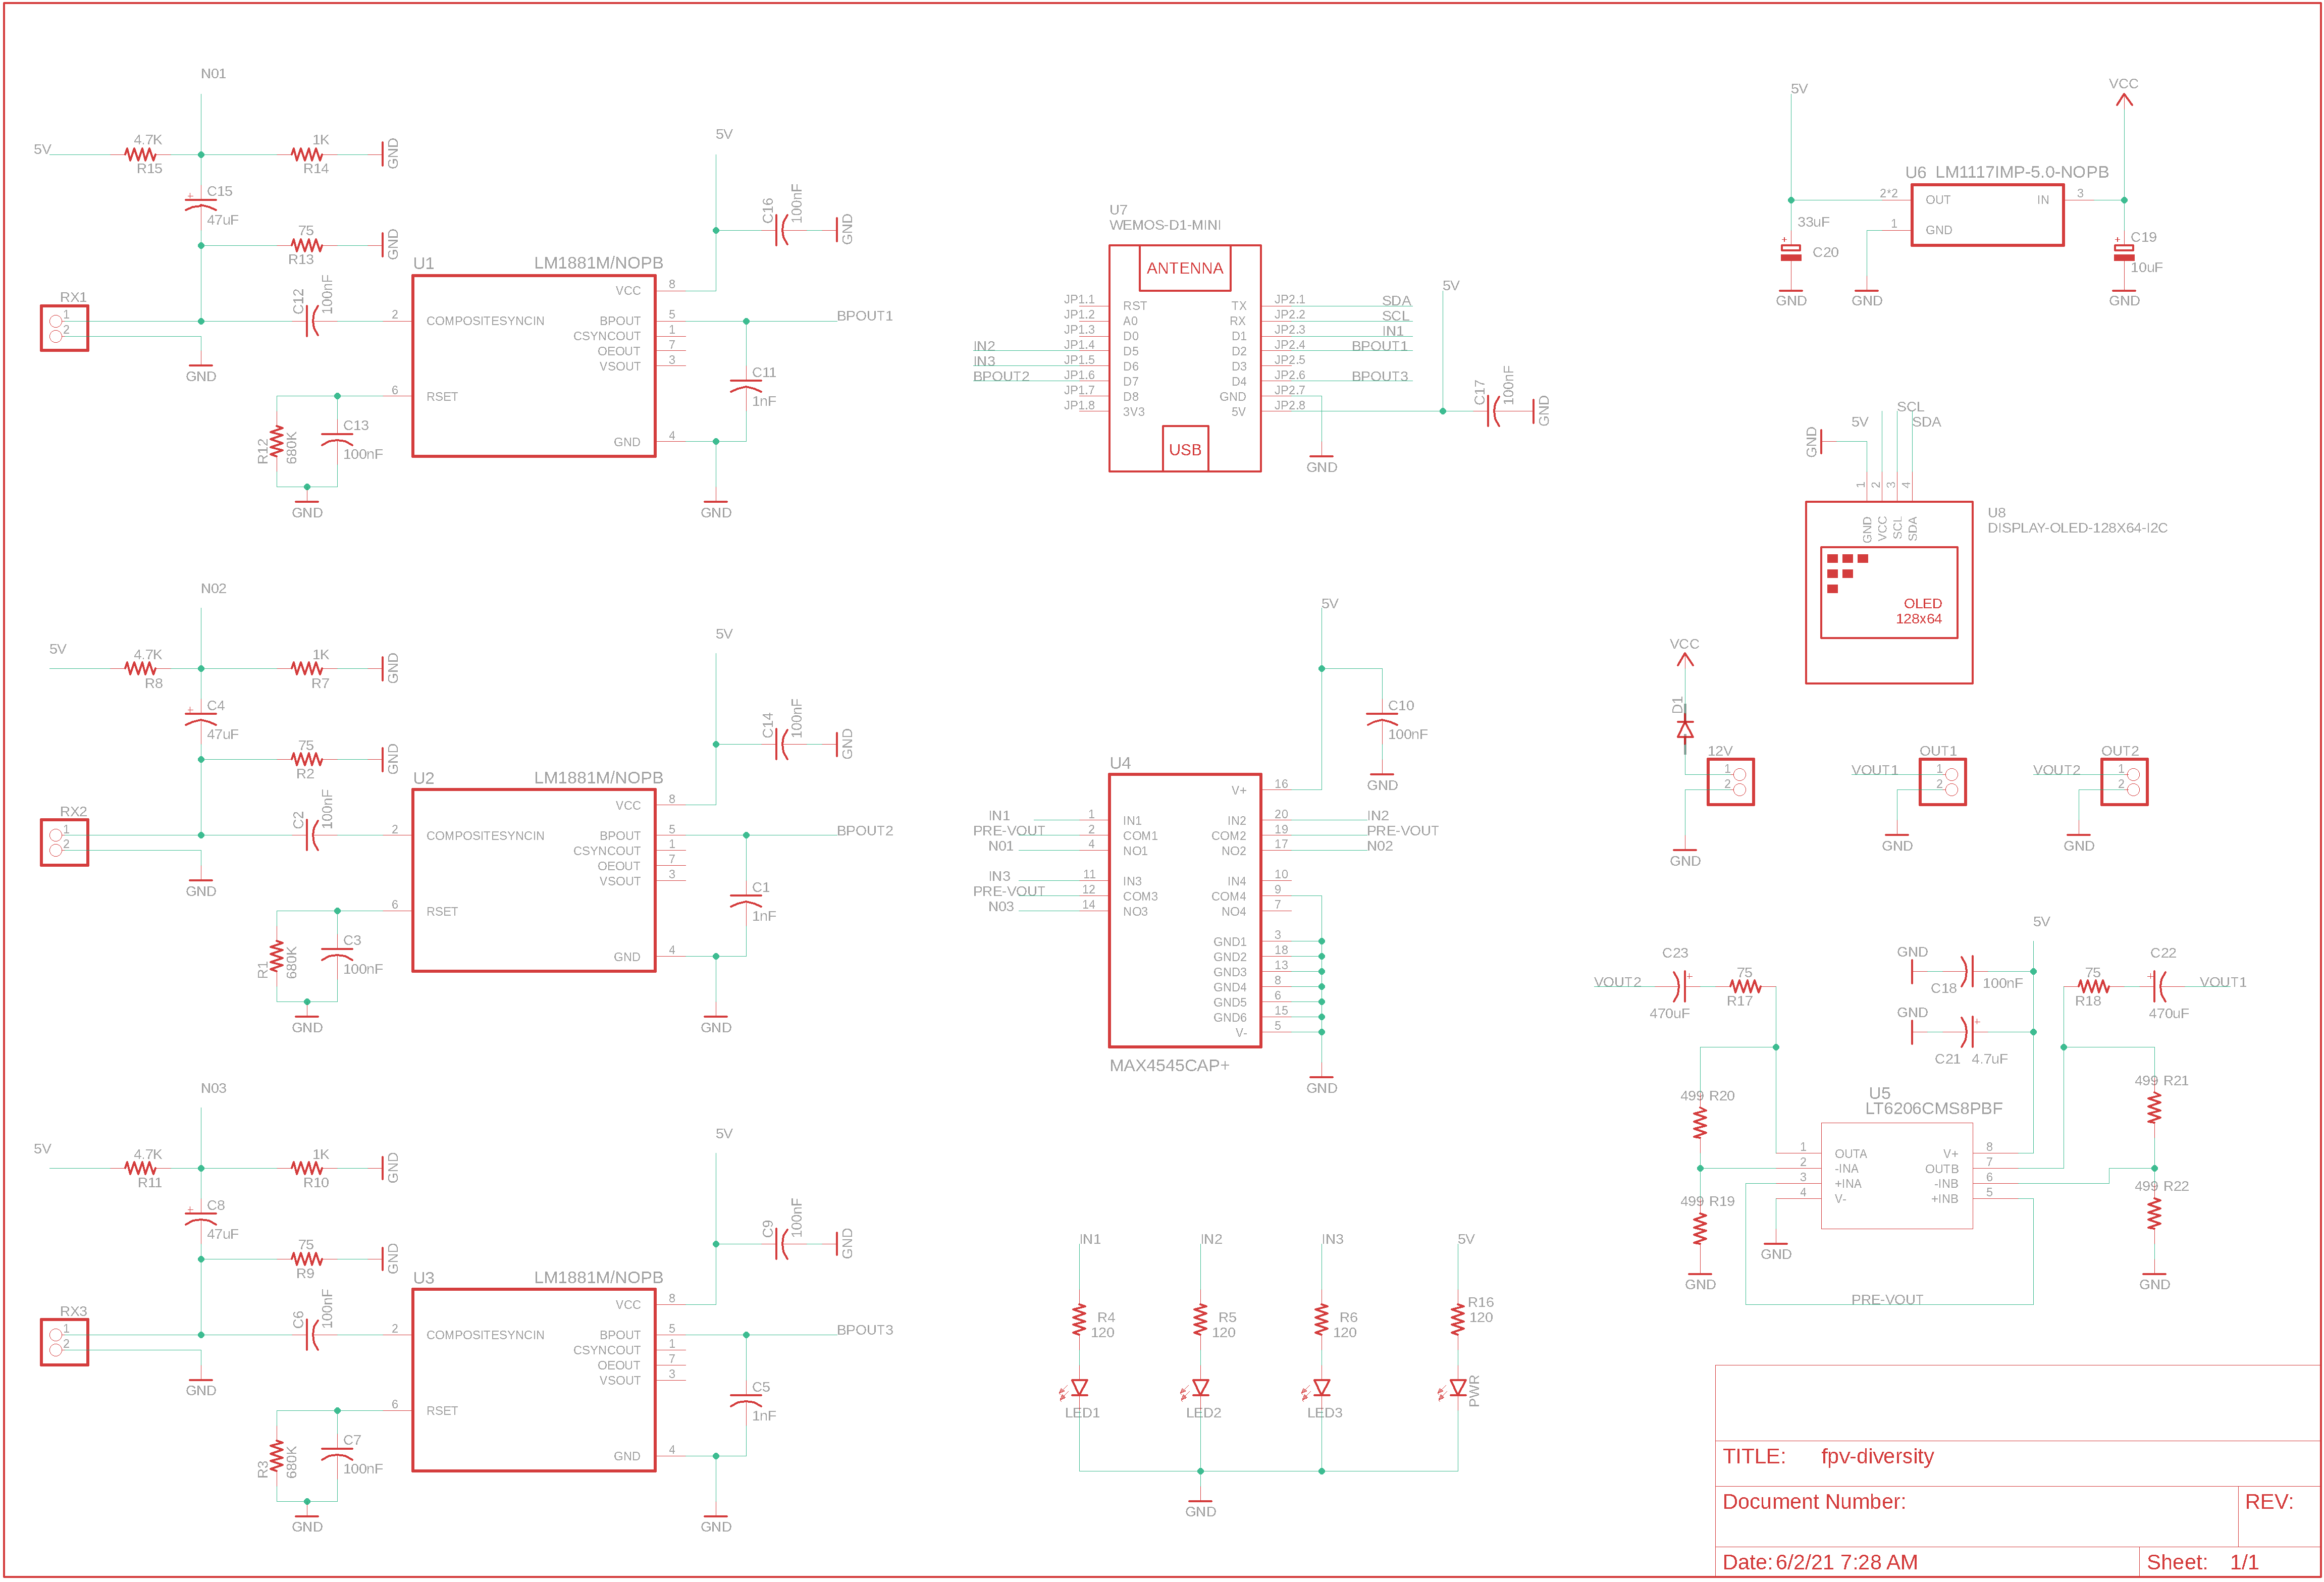 N01
5V
4.7K
R15
1K
R14
GND
C15
47uF
75
R13
GND
RX1
1
2
GND
C12
100nF
U1
LM1881M/NOPB
2
COMPOSITESYNCIN
6
RSET
VCC
8
BPOUT
5
CSYNCOUT
1
OEOUT
7
VSOUT
3
GND
4
R12
680K
C13
100nF
GND
5V
C16
100nF
GND
BPOUT1
C11
1nF
GND
N02
5V
4.7K
R8
1K
R7
GND
C4
47uF
75
R2
GND
RX2
1
2
GND
C2
100nF
U2
LM1881M/NOPB
2
COMPOSITESYNCIN
6
RSET
VCC
8
BPOUT
5
CSYNCOUT
1
OEOUT
7
VSOUT
3
GND
4
R1
680K
C3
100nF
GND
5V
C14
100nF
GND
BPOUT2
C1
1nF
GND
N03
5V
4.7K
R11
1K
R10
GND
C8
47uF
75
R9
GND
RX3
1
2
GND
C6
100nF
U3
LM1881M/NOPB
2
COMPOSITESYNCIN
6
RSET
VCC
8
BPOUT
5
CSYNCOUT
1
OEOUT
7
VSOUT
3
GND
4
R3
680K
C7
100nF
GND
5V
C9
100nF
GND
BPOUT3
C5
1nF
GND
U7
WEMOS-D1-MINI
ANTENNA
JP1.1 RST TX JP2.1 SDA
JP1.2 A0 RX JP2.2 SCL
JP1.3 D0 D1 JP2.3 IN1
IN2 JP1.4 D5 D2 JP2.4 BPOUT1
IN3 JP1.5 D6 D3 JP2.5
BPOUT2 JP1.6 D7 D4 JP2.6 BPOUT3
JP1.7 D8 GND JP2.7
JP1.8 3V3 5V JP2.8
USB
GND
5V
C17
100nF
GND
5V
C10
100nF
GND
U4
V+ 16
IN1 1 IN1 IN2 20 IN2
PRE-VOUT 2 COM1 COM2 19 PRE-VOUT
N01 4 NO1 NO2 17 N02
IN3 11 IN3 IN4 10
PRE-VOUT 12 COM3 COM4 9
N03 14 NO3 NO4 7
GND1 3
GND2 18
GND3 13
GND4 8
GND5 6
GND6 15
V- 5
MAX4545CAP+
GND
IN1
R4
120
LED1
IN2
R5
120
LED2
IN3
R6
120
LED3
5V
R16
120
PWR
GND
5V
VCC
U6 LM1117IMP-5.0-NOPB
2*2 OUT IN 3
1 GND
33uF
C20
GND
GND
C19
10uF
GND
SCL
5V
SDA
GND
1
2
3
4
GND
VCC
SCL
SDA
U8
DISPLAY-OLED-128X64-I2C
OLED
128x64
VCC
D1
12V
1
2
GND
OUT1
VOUT1
1
2
GND
OUT2
VOUT2
1
2
GND
5V
C23
VOUT2
470uF
75
R17
GND
C18
100nF
GND
C21
4.7uF
75
R18
C22
VOUT1
470uF
499 R20
499 R19
GND
499 R21
499 R22
GND
U5
LT6206CMS8PBF
1 OUTA V+ 8
2 -INA OUTB 7
3 +INA -INB 6
4 V- +INB 5
GND
PRE-VOUT
TITLE: fpv-diversity
Document Number:
REV:
Date: 6/2/21 7:28 AM
Sheet: 1/1